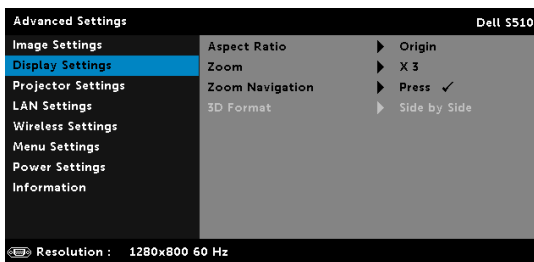 Advanced Settings Dell S510
Image Settings
Display Settings
Projector Settings
LAN Settings
Wireless Settings
Menu Settings
Power Settings
Information
Aspect Ratio Origin
Zoom X 3
Zoom Navigation Press ✓
3D Format Side by Side
Resolution : 1280x800 60 Hz